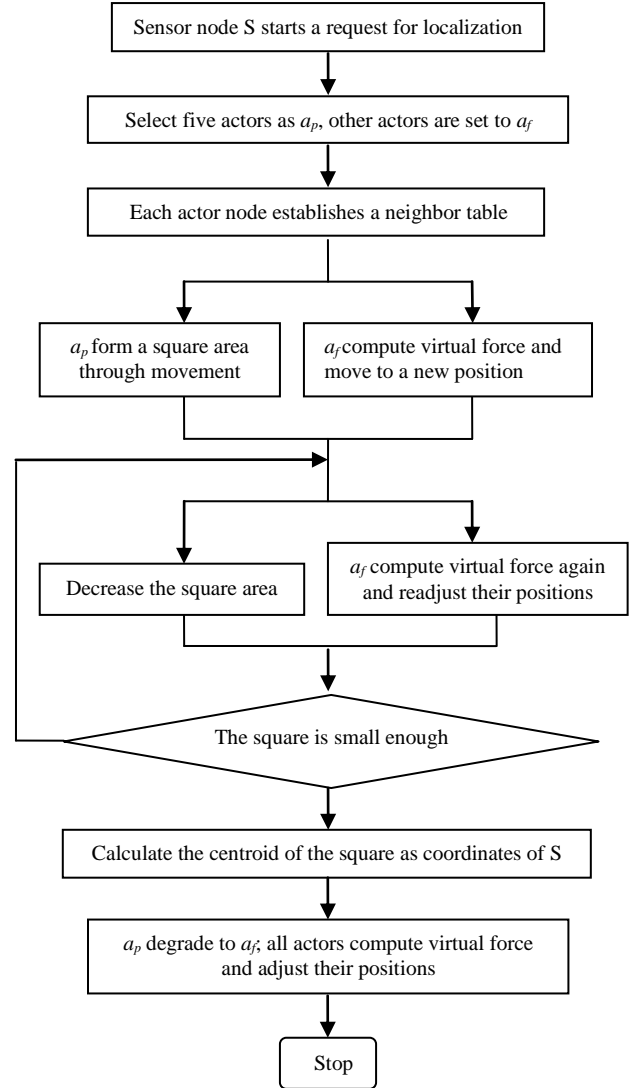 Sensor node S starts a request for localization
Select five actors as ap, other actors are set to af
Each actor node establishes a neighbor table
ap form a square area
through movement
af compute virtual force and
move to a new position
Decrease the square area
af compute virtual force again
and readjust their positions
The square is small enough
Calculate the centroid of the square as coordinates of S
ap degrade to af; all actors compute virtual force
and adjust their positions
Stop